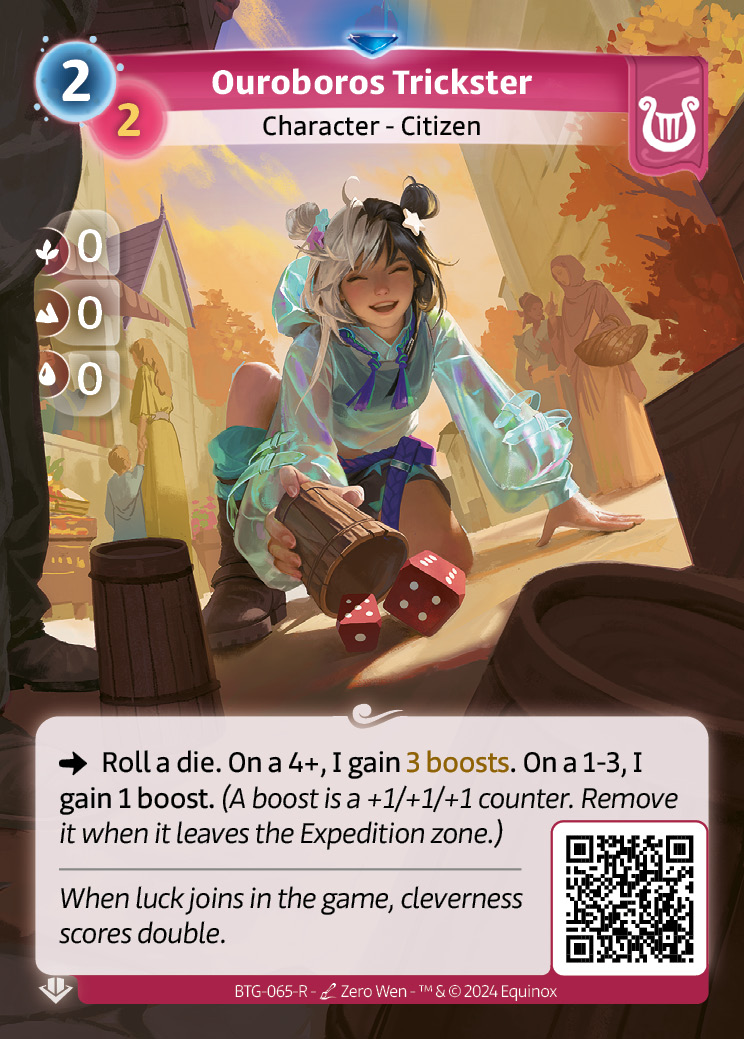 2
Ouroboros Trickster
2
Character - Citizen
0
0
0
Roll a die. On a 4+, I gain 3 boosts. On a 1-3, I
gain 1 boost. (A boost is a +1/+1/+1 counter. Remove
it when it leaves the Expedition zone.)
When luck joins in the game, cleverness
scores double.
BTG-065-R - Zero Wen - ™ & © 2024 Equinox